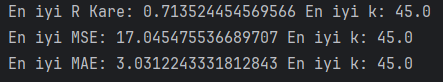 En iyi R Kare: 0.713524454569566 En iyi k: 45.0
En iyi MSE: 17.045475536689707 En iyi k: 45.0
En iyi MAE: 3.0312243331812843 En iyi k: 45.0